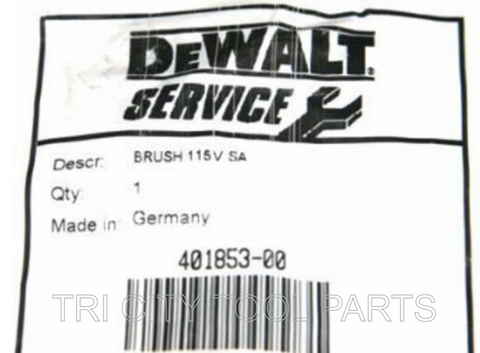 DEWALT
SERVICE
Descr: BRUSH 115V SA
Qty: 1
Made in: Germany
401853-00
TRI CITY TOOL PARTS